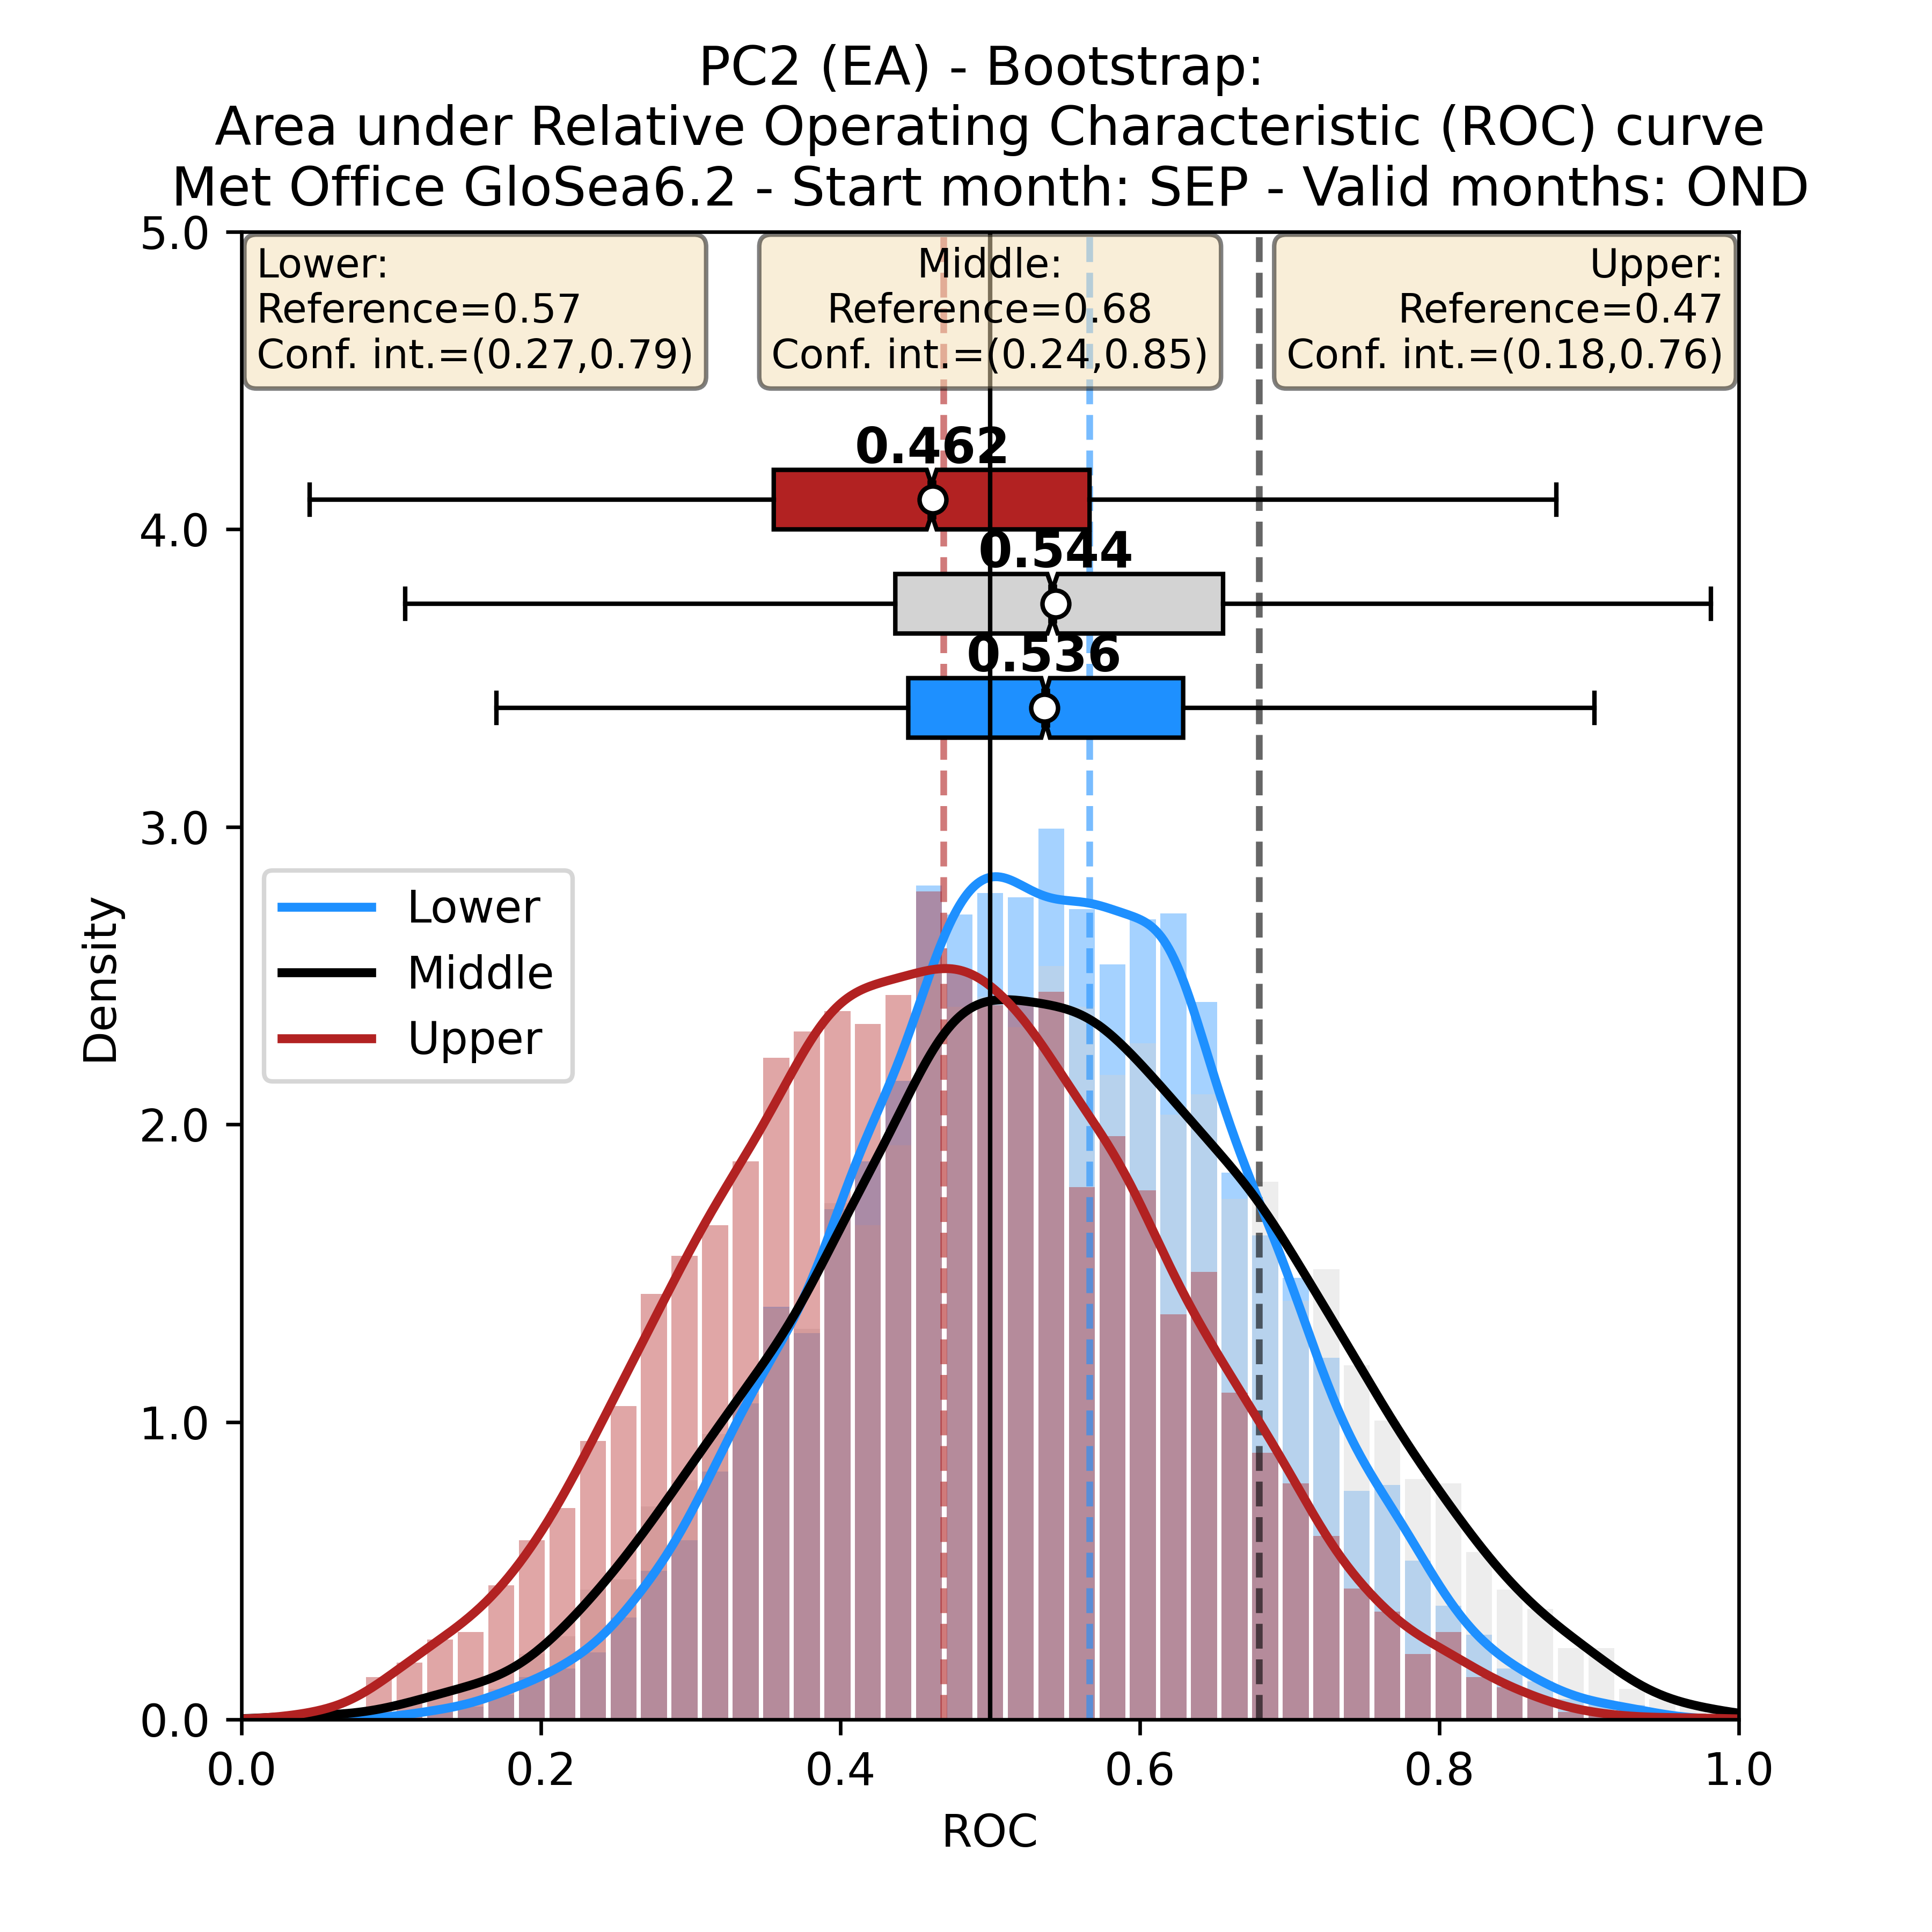 PC2 (EA) - Bootstrap:
Area under Relative Operating Characteristic (ROC) curve
Met Office GloSea6.2 - Start month: SEP - Valid months: OND
Lower:
Reference=0.57
Conf. int.=(0.27,0.79)
Middle:
Reference=0.68
Conf. int.=(0.24,0.85)
Upper:
Reference=0.47
Conf. int.=(0.18,0.76)
0.462
0.544
0.536
Lower
Middle
Upper
Density
5.0
4.0
3.0
2.0
1.0
0.0
0.0 0.2 0.4 0.6 0.8 1.0
ROC